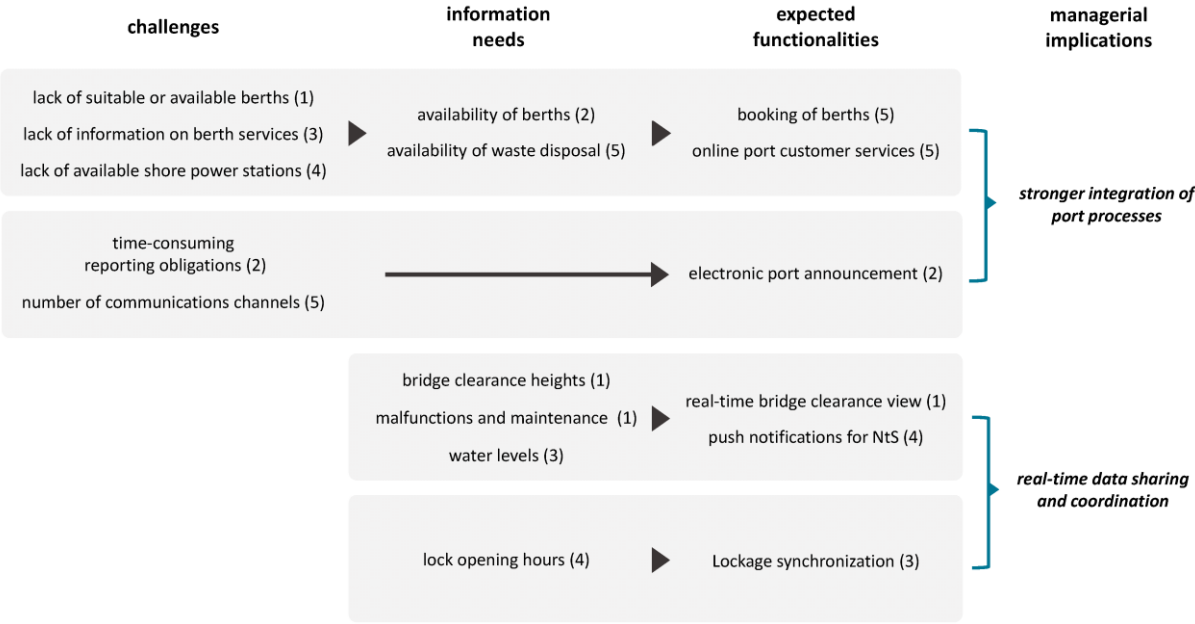 challenges
information
needs
expected
functionalities
managerial
implications
lack of suitable or available berths (1)
lack of information on berth services (3)
lack of available shore power stations (4)
availability of berths (2)
availability of waste disposal (5)
booking of berths (5)
online port customer services (5)
stronger integration of
port processes
time-consuming
reporting obligations (2)
number of communications channels (5)
electronic port announcement (2)
bridge clearance heights (1)
malfunctions and maintenance (1)
water levels (3)
real-time bridge clearance view (1)
push notifications for NtS (4)
real-time data sharing
and coordination
lock opening hours (4)
Lockage synchronization (3)